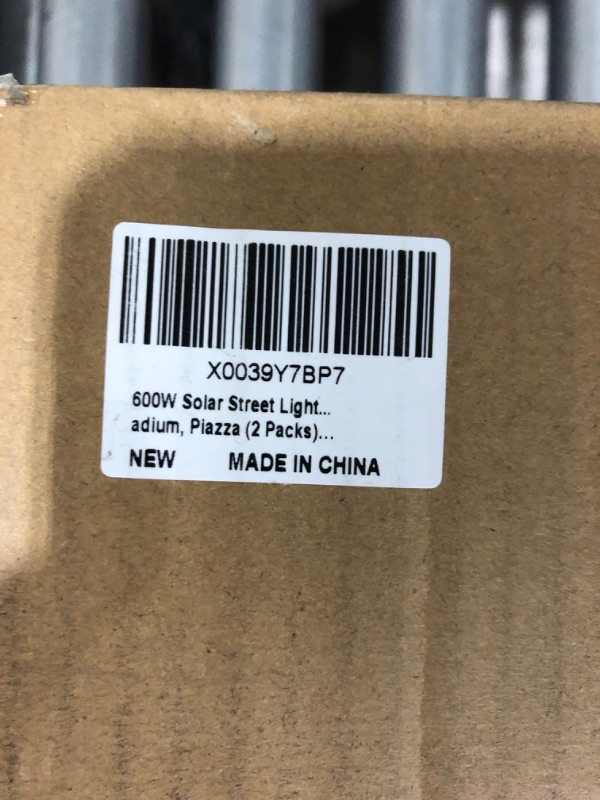 X0039Y7BP7
600W Solar Street Light...
adium, Piazza (2 Packs)...
NEW MADE IN CHINA